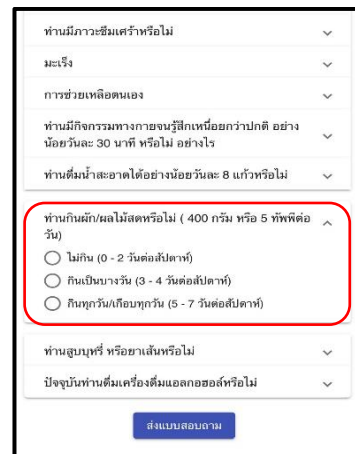 ท่านมีภาวะซึมเศร้าหรือไม่
มะเร็ง
การช่วยเหลือตนเอง
ท่านมีกิจกรรมทางกายจนรู้สึกเหนื่อยกว่าปกติ อย่าง
น้อยวันละ 30 นาที หรือไม่ อย่างไร
ท่านดื่มน้ำสะอาดได้อย่างน้อยวันละ 8 แก้วหรือไม่
ท่านกินผัก/ผลไม้สดหรือไม่ ( 400 กรัม หรือ 5 ทัพพีต่อ
วัน)
ไม่กิน (0 - 2 วันต่อสัปดาห์)
กินเป็นบางวัน (3 - 4 วันต่อสัปดาห์)
กินทุกวัน/เกือบทุกวัน (5 - 7 วันต่อสัปดาห์)
ท่านสูบบุหรี่ หรือยาเส้นหรือไม่
ปัจจุบันท่านดื่มเครื่องดื่มแอลกอฮอล์หรือไม่
ส่งแบบสอบถาม